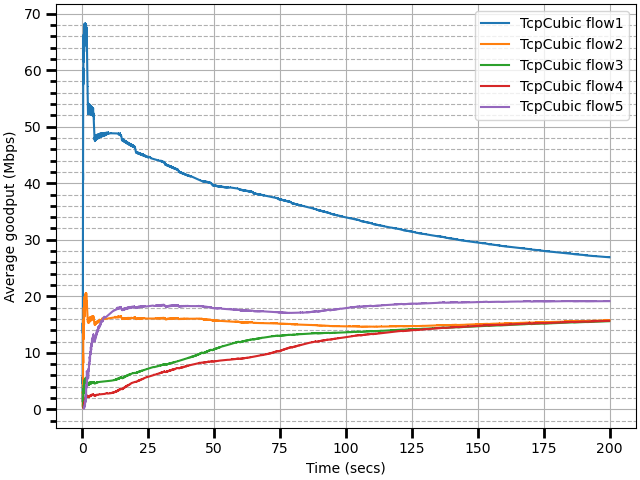 70
60
50
40
30
20
10
0
Average goodput (Mbps)
TcpCubic flow1
TcpCubic flow2
TcpCubic flow3
TcpCubic flow4
TcpCubic flow5
0 25 50 75 100 125 150 175 200
Time (secs)